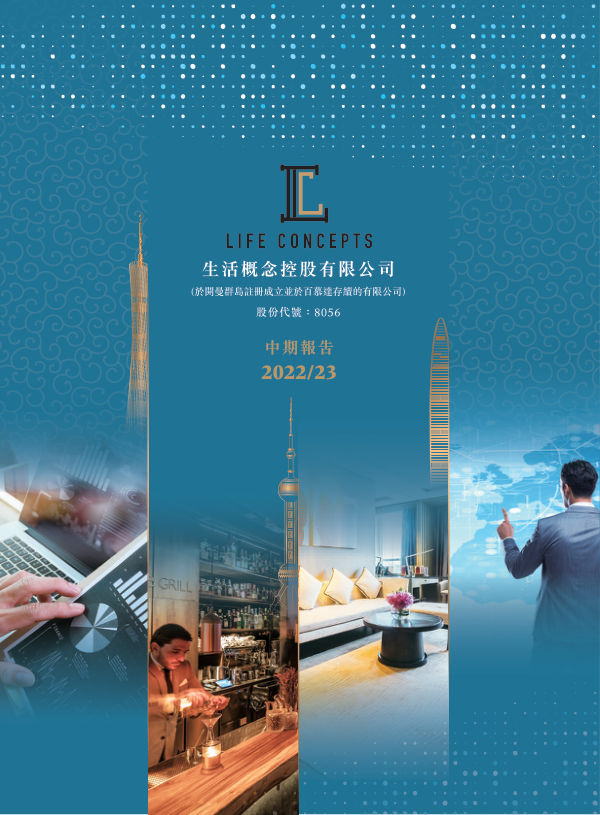 LIFE CONCEPTS
生活概念控股有限公司
(於開曼群島註冊成立並於百慕達存續的有限公司)
股份代號：8056
中期報告
2022/23
GRILL